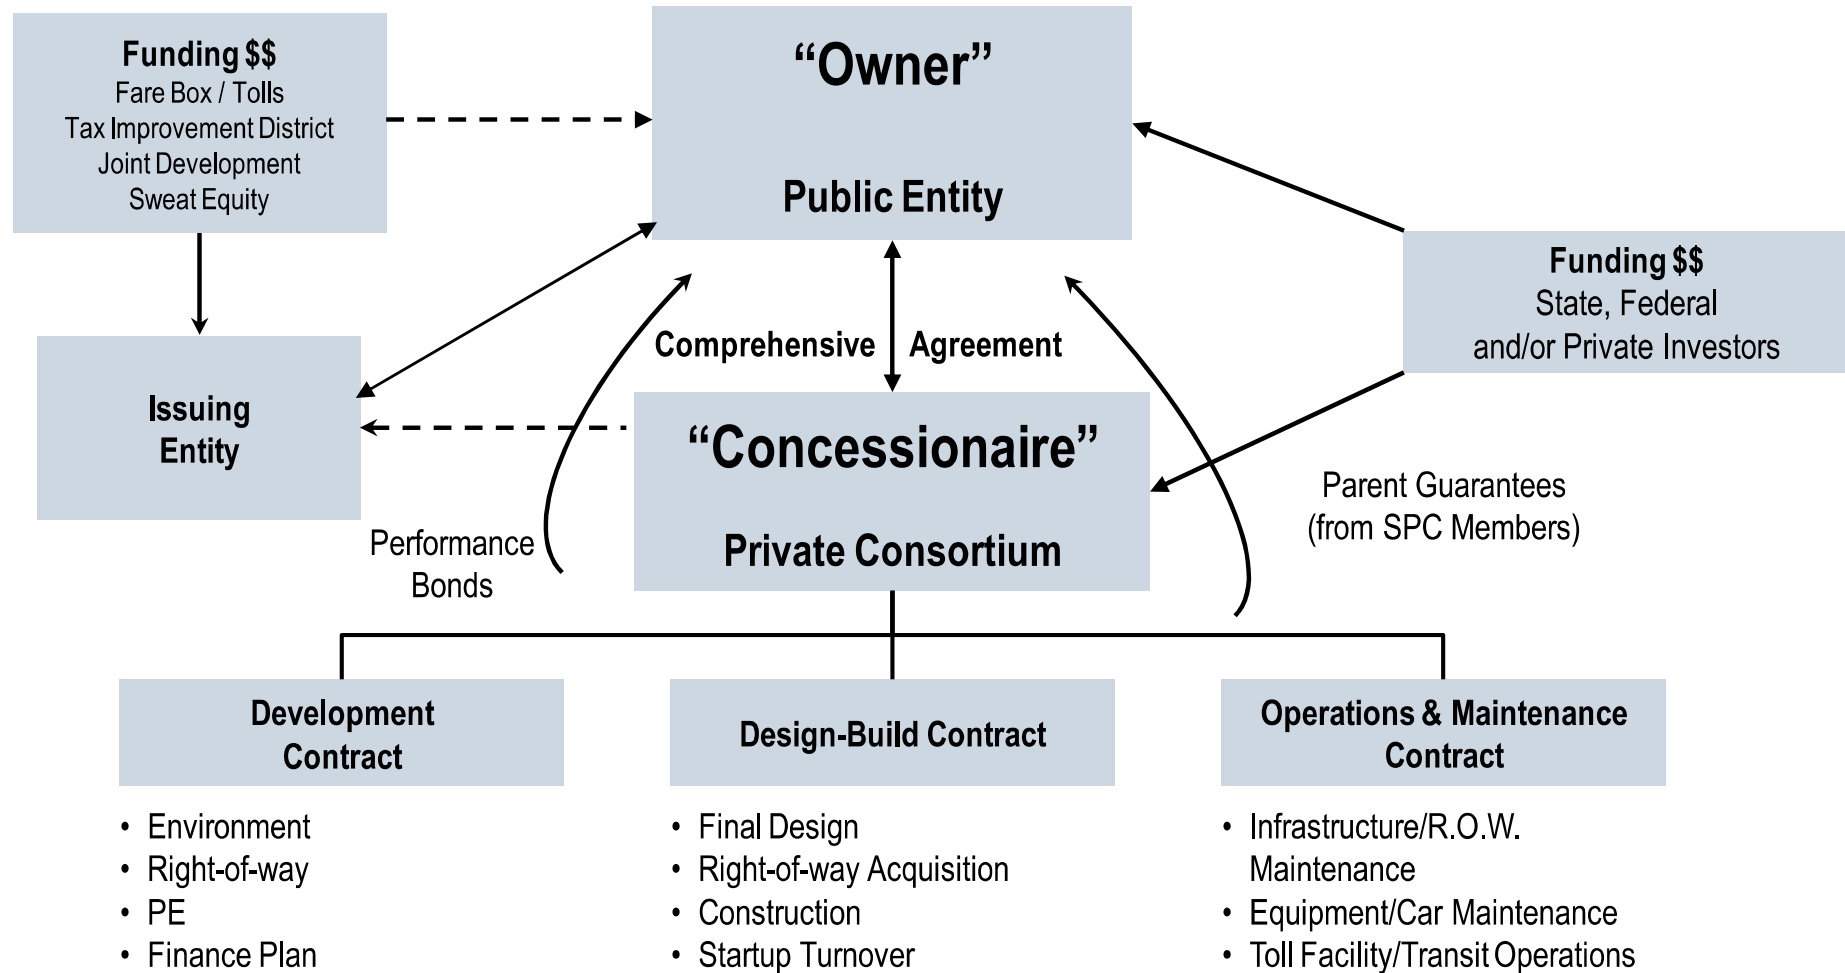 Funding $$
Fare Box / Tolls
Tax Improvement District
Joint Development
Sweat Equity
“Owner”
Public Entity
Funding $$
State, Federal
and/or Private Investors
Comprehensive Agreement
Issuing
Entity
“Concessionaire”
Private Consortium
Performance
Bonds
Parent Guarantees
(from SPC Members)
Development
Contract
• Environment
• Right-of-way
• PE
• Finance Plan
Design-Build Contract
• Final Design
• Right-of-way Acquisition
• Construction
• Startup Turnover
Operations & Maintenance
Contract
• Infrastructure/R.O.W.
Maintenance
• Equipment/Car Maintenance
• Toll Facility/Transit Operations